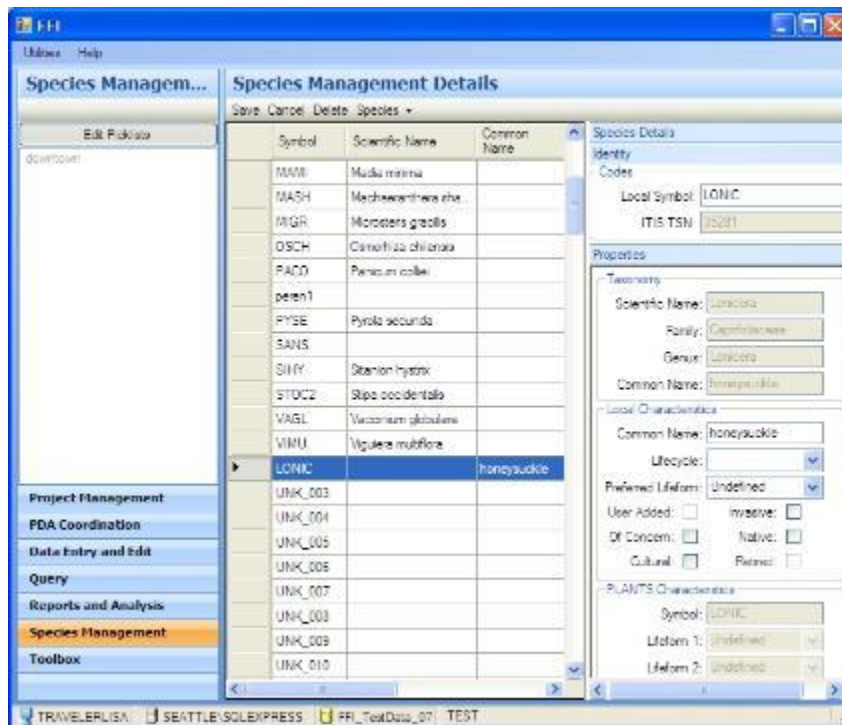 FFI
Utilities Help
Species Managem...
Species Management Details
Save Cancel Delete Species
Edit Picklists
downtown
Symbol Scientific Name Common Name
MAMI Madia minima
MASH Machaeranthera sha...
MIGR Microsteris gracilis
OSCH Osmorhiza chilensis
PACO Panicum
peren1
PYSE Pyrola secunda
SANS
SIHY Sitanion hystrix
STOC2 Stipa occidentalis
VAGL Vaccinium globulare
VIMU Viguiera multiflora
LONIC honeysuckle
UNK_003
UNK_004
UNK_005
UNK_006
UNK_007
UNK_008
UNK_009
UNK_010
Species Details
Identity
Codes
Local Symbol: LONIC
ITIS TSN:
Properties
Taxonomy
Scientific Name: Lonicera
Family: Caprifoliaceae
Genus: Lonicera
Common Name: honeysuckle
Local Characteristics
Common Name: honeysuckle
Lifecycle:
Preferred Lifeform: Undefined
User Added: Invasive:
Of Concern: Native:
Cultural: Retired:
PLANTS Characteristics
Symbol: LONIC
Lifeform 1: Undefined
Lifeform 2: Undefined
Project Management
PDA Coordination
Data Entry and Edit
Query
Reports and Analysis
Species Management
Toolbox
TRAVELERLISA SEATTLE\SQLEXPRESS FFI_TestData_07 TEST